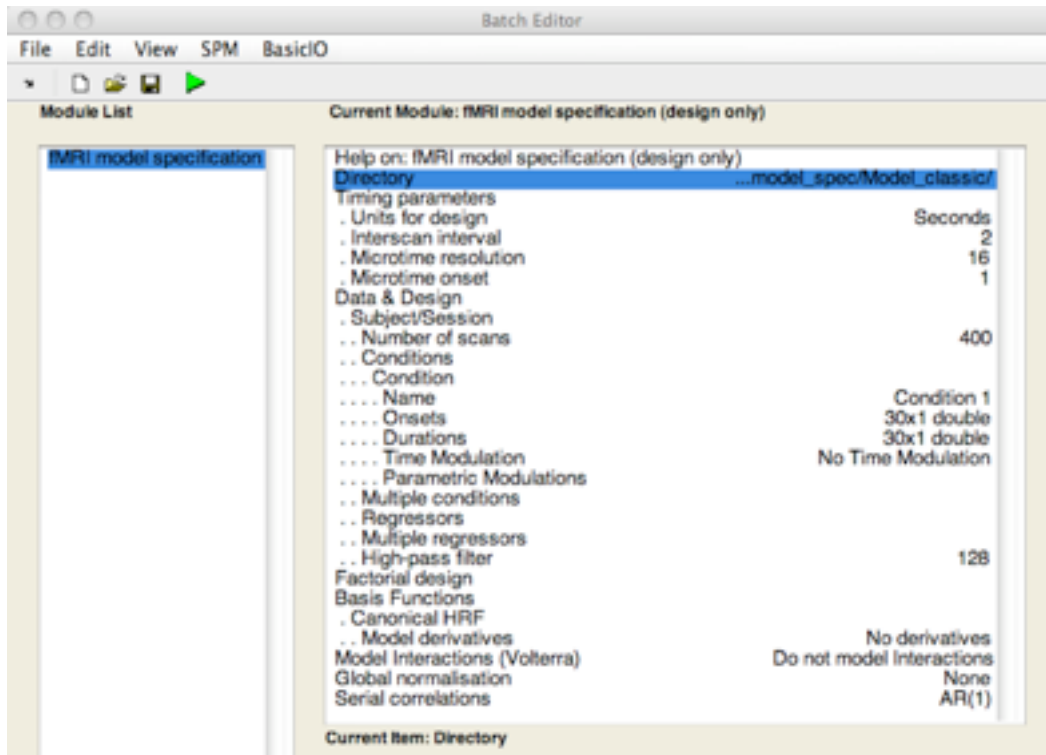 Batch Editor
File Edit View SPM BasicIO
Module List
Current Module: fMRI model specification (design only)
fMRI model specification
Help on: fMRI model specification (design only)
Directory ...model_spec/Model_classic/
Timing parameters
. Units for design Seconds
. Interscan interval 2
. Microtime resolution 16
. Microtime onset 1
Data & Design
. Subject/Session
. . Number of scans 400
. . Conditions
. . . Condition
. . . . Name Condition 1
. . . . Onsets 30x1 double
. . . . Durations 30x1 double
. . . . Time Modulation No Time Modulation
. . . . Parametric Modulations
. . Multiple conditions
. . Regressors
. . Multiple regressors
. . High-pass filter 128
Factorial design
Basis Functions
. Canonical HRF
. . Model derivatives No derivatives
Model Interactions (Volterra) Do not model Interactions
Global normalisation None
Serial correlations AR(1)
Current Item: Directory